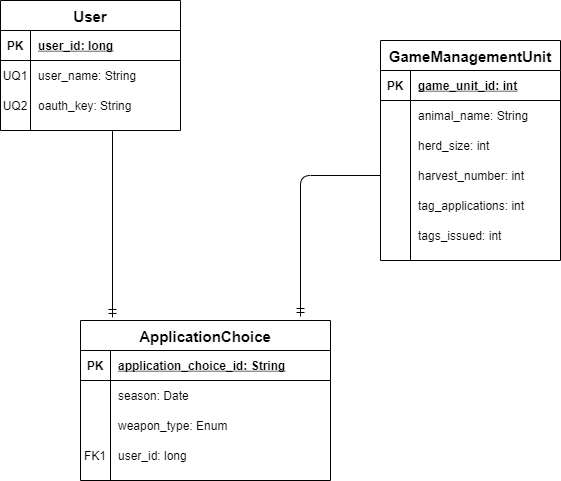 User
PK user_id: long
UQ1 user_name: String
UQ2 oauth_key: String
GameManagementUnit
PK game_unit_id: int
animal_name: String
herd_size: int
harvest_number: int
tag_applications: int
tags_issued: int
ApplicationChoice
PK application_choice_id: String
season: Date
weapon_type: Enum
FK1 user_id: long